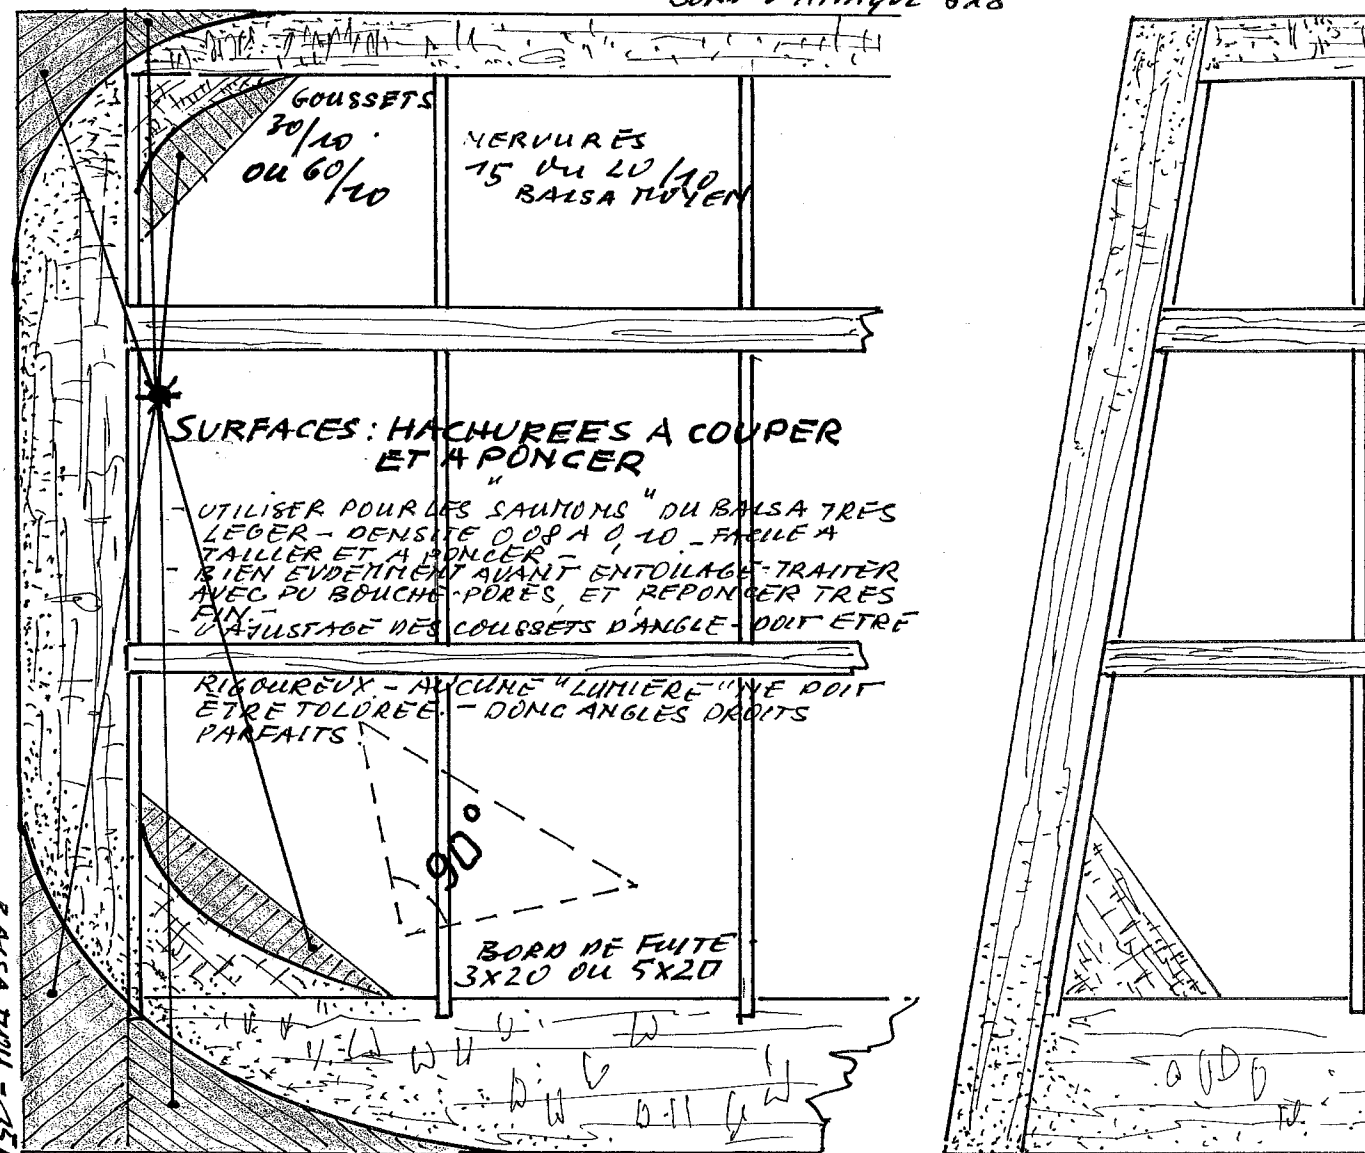 GOUSSETS
30/10
OU 60/10
NERVURES
15 OU 20/10
BALSA MOYEN
SURFACES: HACHUREES A COUPER
ET A PONCER
- UTILISER POUR LES "SAUMONS" DU BALSA TRES
LEGER - DENSITE 0,08 A 0,10 - FACILE A
TAILLER ET A PONCER -
- BIEN EVDEMMENT AVANT ENTOILAGE - TRAITER
AVEC DU BOUCHE-PORES, ET REPONCER TRES
FIN -
- L'AJUSTAGE DES GOUSSETS D'ANGLE - DOIT ETRE
RIGOUREUX - AUCUNE "LUMIERE" NE DOIT
ETRE TOLOREE. - DONC ANGLES DROITS
PARFAITS
90°
BORD DE FUITE
3X20 OU 5X20